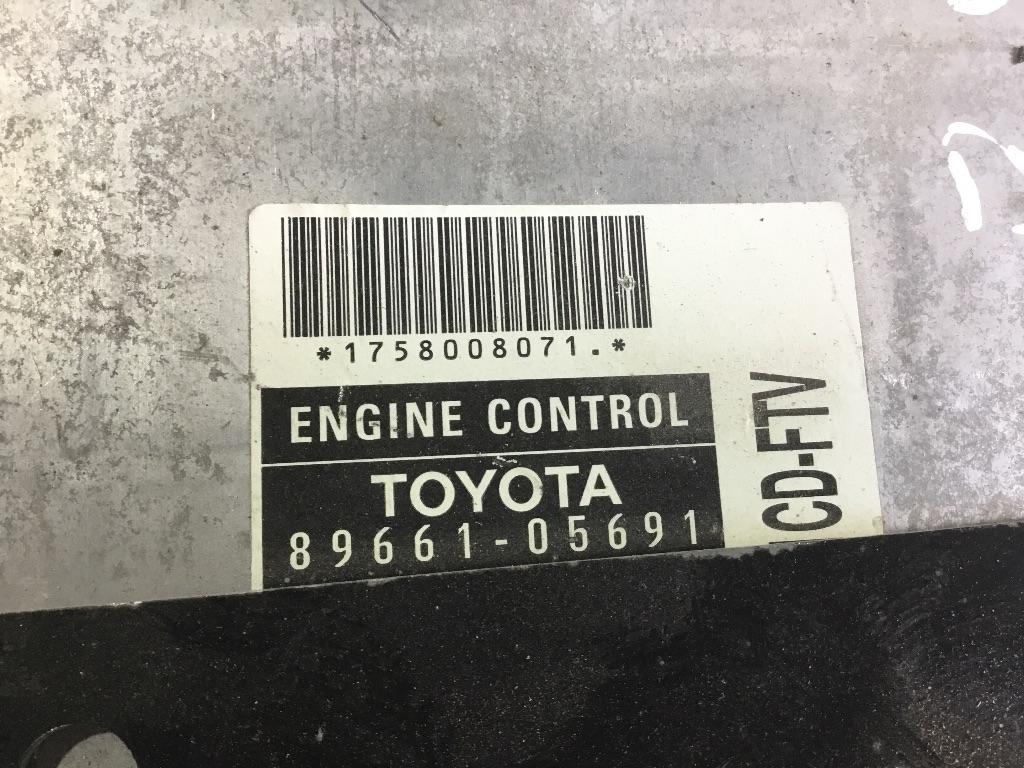 *1758008071.*
ENGINE CONTROL
TOYOTA
89661-05691
CD-FTV